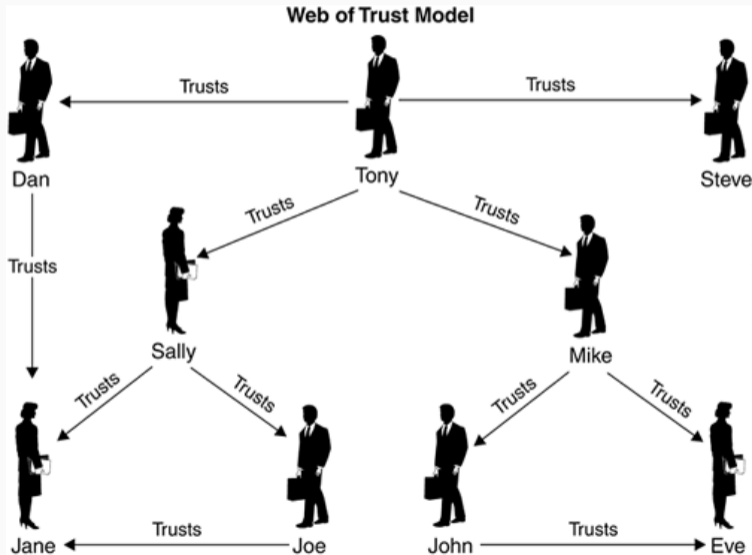 Web of Trust Model
Trusts
Trusts
Dan
Tony
Steve
Trusts
Trusts
Trusts
Sally
Mike
Trusts
Trusts
Trusts
Trusts
Jane
Trusts
Joe
John
Trusts
Eve